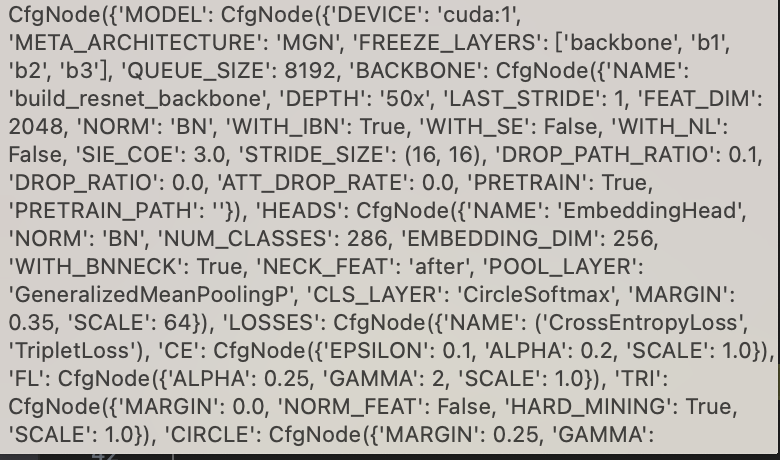 CfgNode({'MODEL': CfgNode({'DEVICE': 'cuda:1',
'META_ARCHITECTURE': 'MGN', 'FREEZE_LAYERS': ['backbone', 'b1',
'b2', 'b3'], 'QUEUE_SIZE': 8192, 'BACKBONE': CfgNode({'NAME':
'build_resnet_backbone', 'DEPTH': '50x', 'LAST_STRIDE': 1, 'FEAT_DIM':
2048, 'NORM': 'BN', 'WITH_IBN': True, 'WITH_SE': False, 'WITH_NL':
False, 'SIE_COE': 3.0, 'STRIDE_SIZE': (16, 16), 'DROP_PATH_RATIO': 0.1,
'DROP_RATIO': 0.0, 'ATT_DROP_RATE': 0.0, 'PRETRAIN': True,
'PRETRAIN_PATH': ''}), 'HEADS': CfgNode({'NAME': 'EmbeddingHead',
'NORM': 'BN', 'NUM_CLASSES': 286, 'EMBEDDING_DIM': 256,
'WITH_BNNECK': True, 'NECK_FEAT': 'after', 'POOL_LAYER':
'GeneralizedMeanPoolingP', 'CLS_LAYER': 'CircleSoftmax', 'MARGIN':
0.35, 'SCALE': 64}), 'LOSSES': CfgNode({'NAME': ('CrossEntropyLoss',
'TripletLoss'), 'CE': CfgNode({'EPSILON': 0.1, 'ALPHA': 0.2, 'SCALE': 1.0}),
'FL': CfgNode({'ALPHA': 0.25, 'GAMMA': 2, 'SCALE': 1.0}), 'TRI':
CfgNode({'MARGIN': 0.0, 'NORM_FEAT': False, 'HARD_MINING': True,
'SCALE': 1.0}), 'CIRCLE': CfgNode({'MARGIN': 0.25, 'GAMMA':